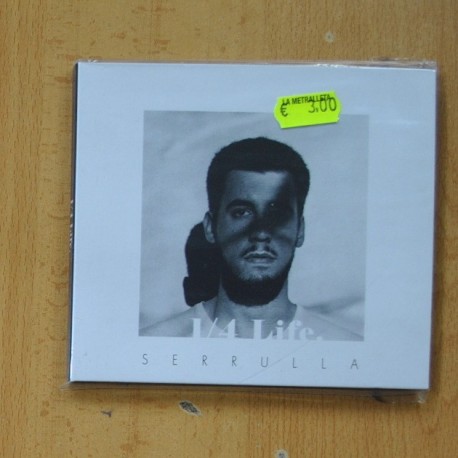 LA METRALLETA
€ 3.00
1/4 Life.
SERRULLA